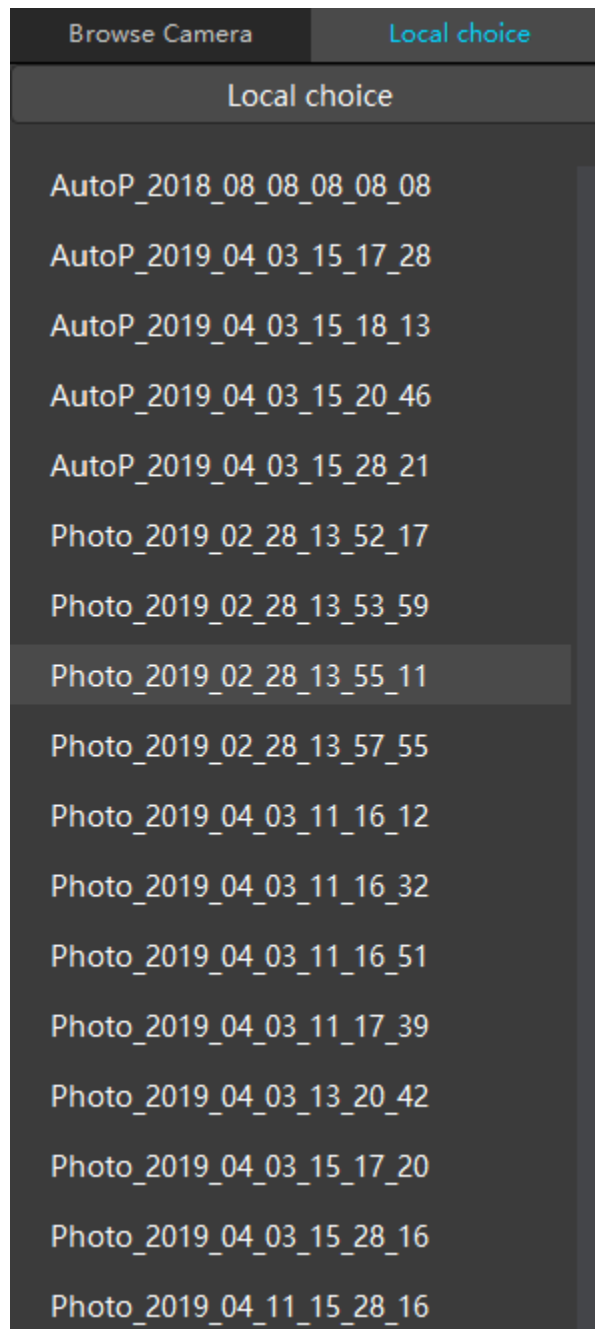 Browse Camera Local choice
Local choice
AutoP_2018_08_08_08_08_08
AutoP_2019_04_03_15_17_28
AutoP_2019_04_03_15_18_13
AutoP_2019_04_03_15_20_46
AutoP_2019_04_03_15_28_21
Photo_2019_02_28_13_52_17
Photo_2019_02_28_13_53_59
Photo_2019_02_28_13_55_11
Photo_2019_02_28_13_57_55
Photo_2019_04_03_11_16_12
Photo_2019_04_03_11_16_32
Photo_2019_04_03_11_16_51
Photo_2019_04_03_11_17_39
Photo_2019_04_03_13_20_42
Photo_2019_04_03_15_17_20
Photo_2019_04_03_15_28_16
Photo_2019_04_11_15_28_16